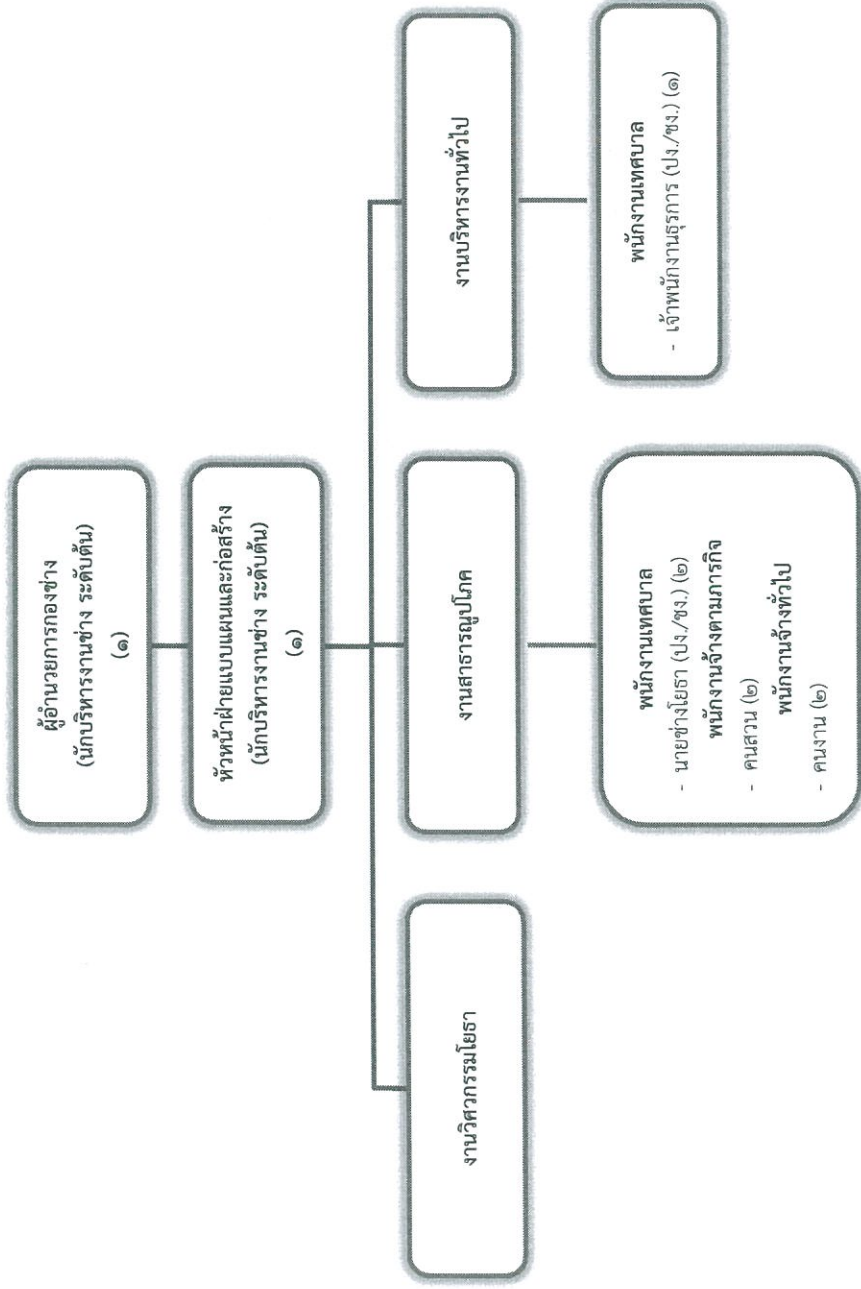 ผู้อำนวยการกองช่าง
(นักบริหารงานช่าง ระดับต้น)
(๑)
หัวหน้าฝ่ายแบบแผนและก่อสร้าง
(นักบริหารงานช่าง ระดับต้น)
(๑)
งานวิศวกรรมโยธา
งานสาธารณูปโภค
งานบริหารงานทั่วไป
พนักงานเทศบาล
- นายช่างโยธา (ปง./ชง.) (๒)
พนักงานจ้างตามภารกิจ
- คนสวน (๒)
พนักงานจ้างทั่วไป
- คนงาน (๒)
พนักงานเทศบาล
- เจ้าพนักงานธุรการ (ปง./ชง.) (๑)